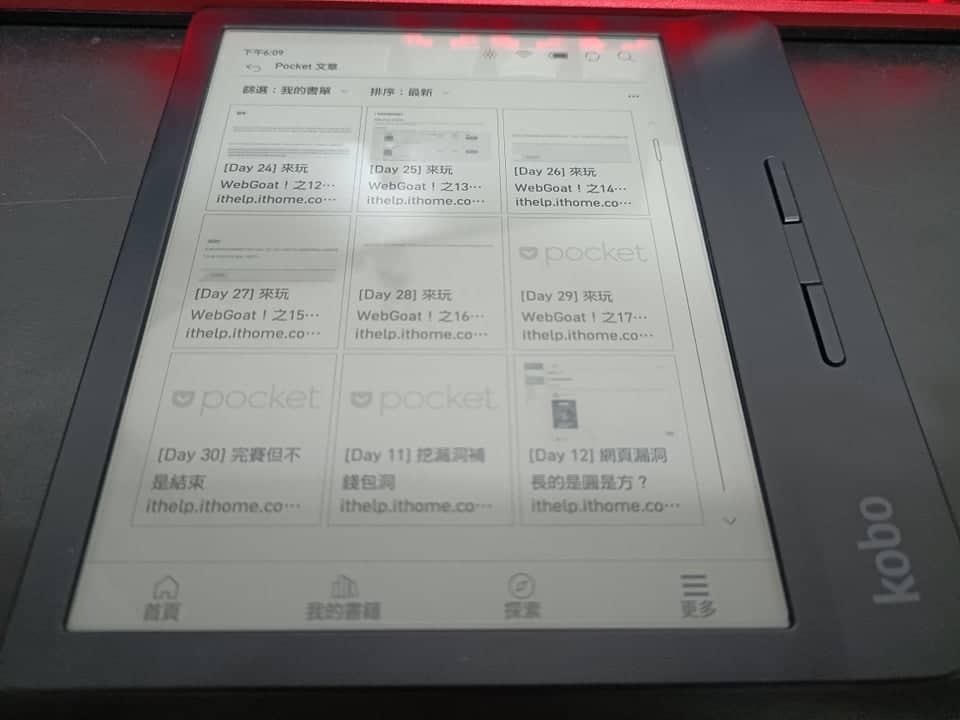 下午6:09
Pocket 文章
篩選：我的書單 排序：最新
[Day 24] 來玩
WebGoat！之12…
ithelp.ithome.co…
[Day 25] 來玩
WebGoat！之13…
ithelp.ithome.co…
[Day 26] 來玩
WebGoat！之14…
ithelp.ithome.co…
[Day 27] 來玩
WebGoat！之15…
ithelp.ithome.co…
[Day 28] 來玩
WebGoat！之16…
ithelp.ithome.co…
pocket
[Day 29] 來玩
WebGoat！之17…
ithelp.ithome.co…
pocket
[Day 30] 完賽但不
是結束
ithelp.ithome.co…
pocket
[Day 11] 挖漏洞補
錢包洞
ithelp.ithome.co…
[Day 12] 網頁漏洞
長的是圓是方？
ithelp.ithome.co…
首頁
我的書籍
探索
更多
kobo